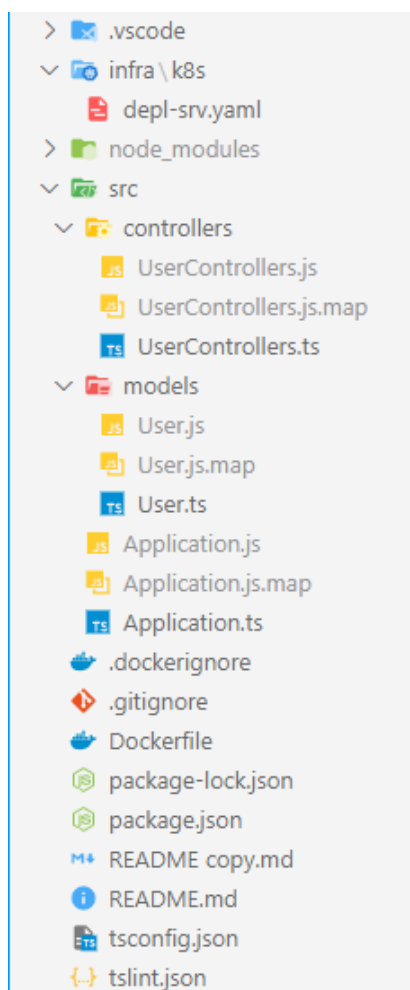 .vscode
infra\k8s
depl-srv.yaml
node_modules
src
controllers
UserControllers.js
UserControllers.js.map
UserControllers.ts
models
User.js
User.js.map
User.ts
Application.js
Application.js.map
Application.ts
.dockerignore
.gitignore
Dockerfile
package-lock.json
package.json
README copy.md
README.md
tsconfig.json
tslint.json